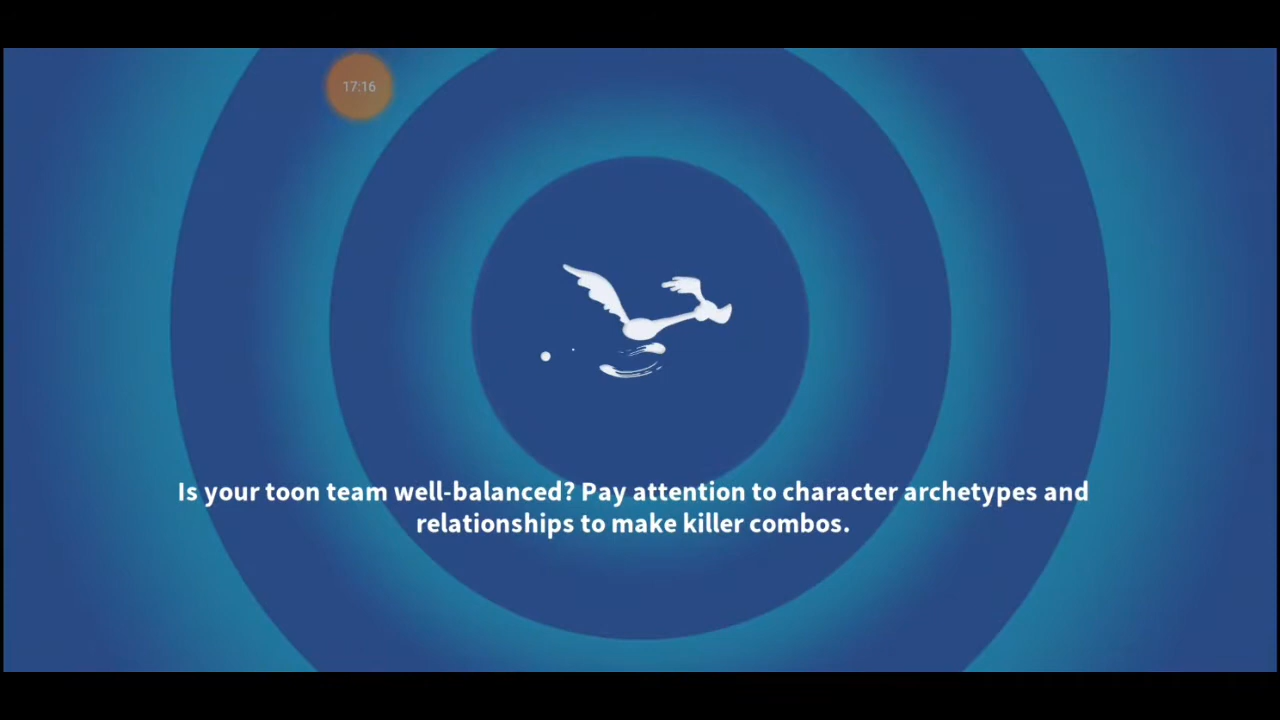 17:16
Is your toon team well-balanced? Pay attention to character archetypes and
relationships to make killer combos.